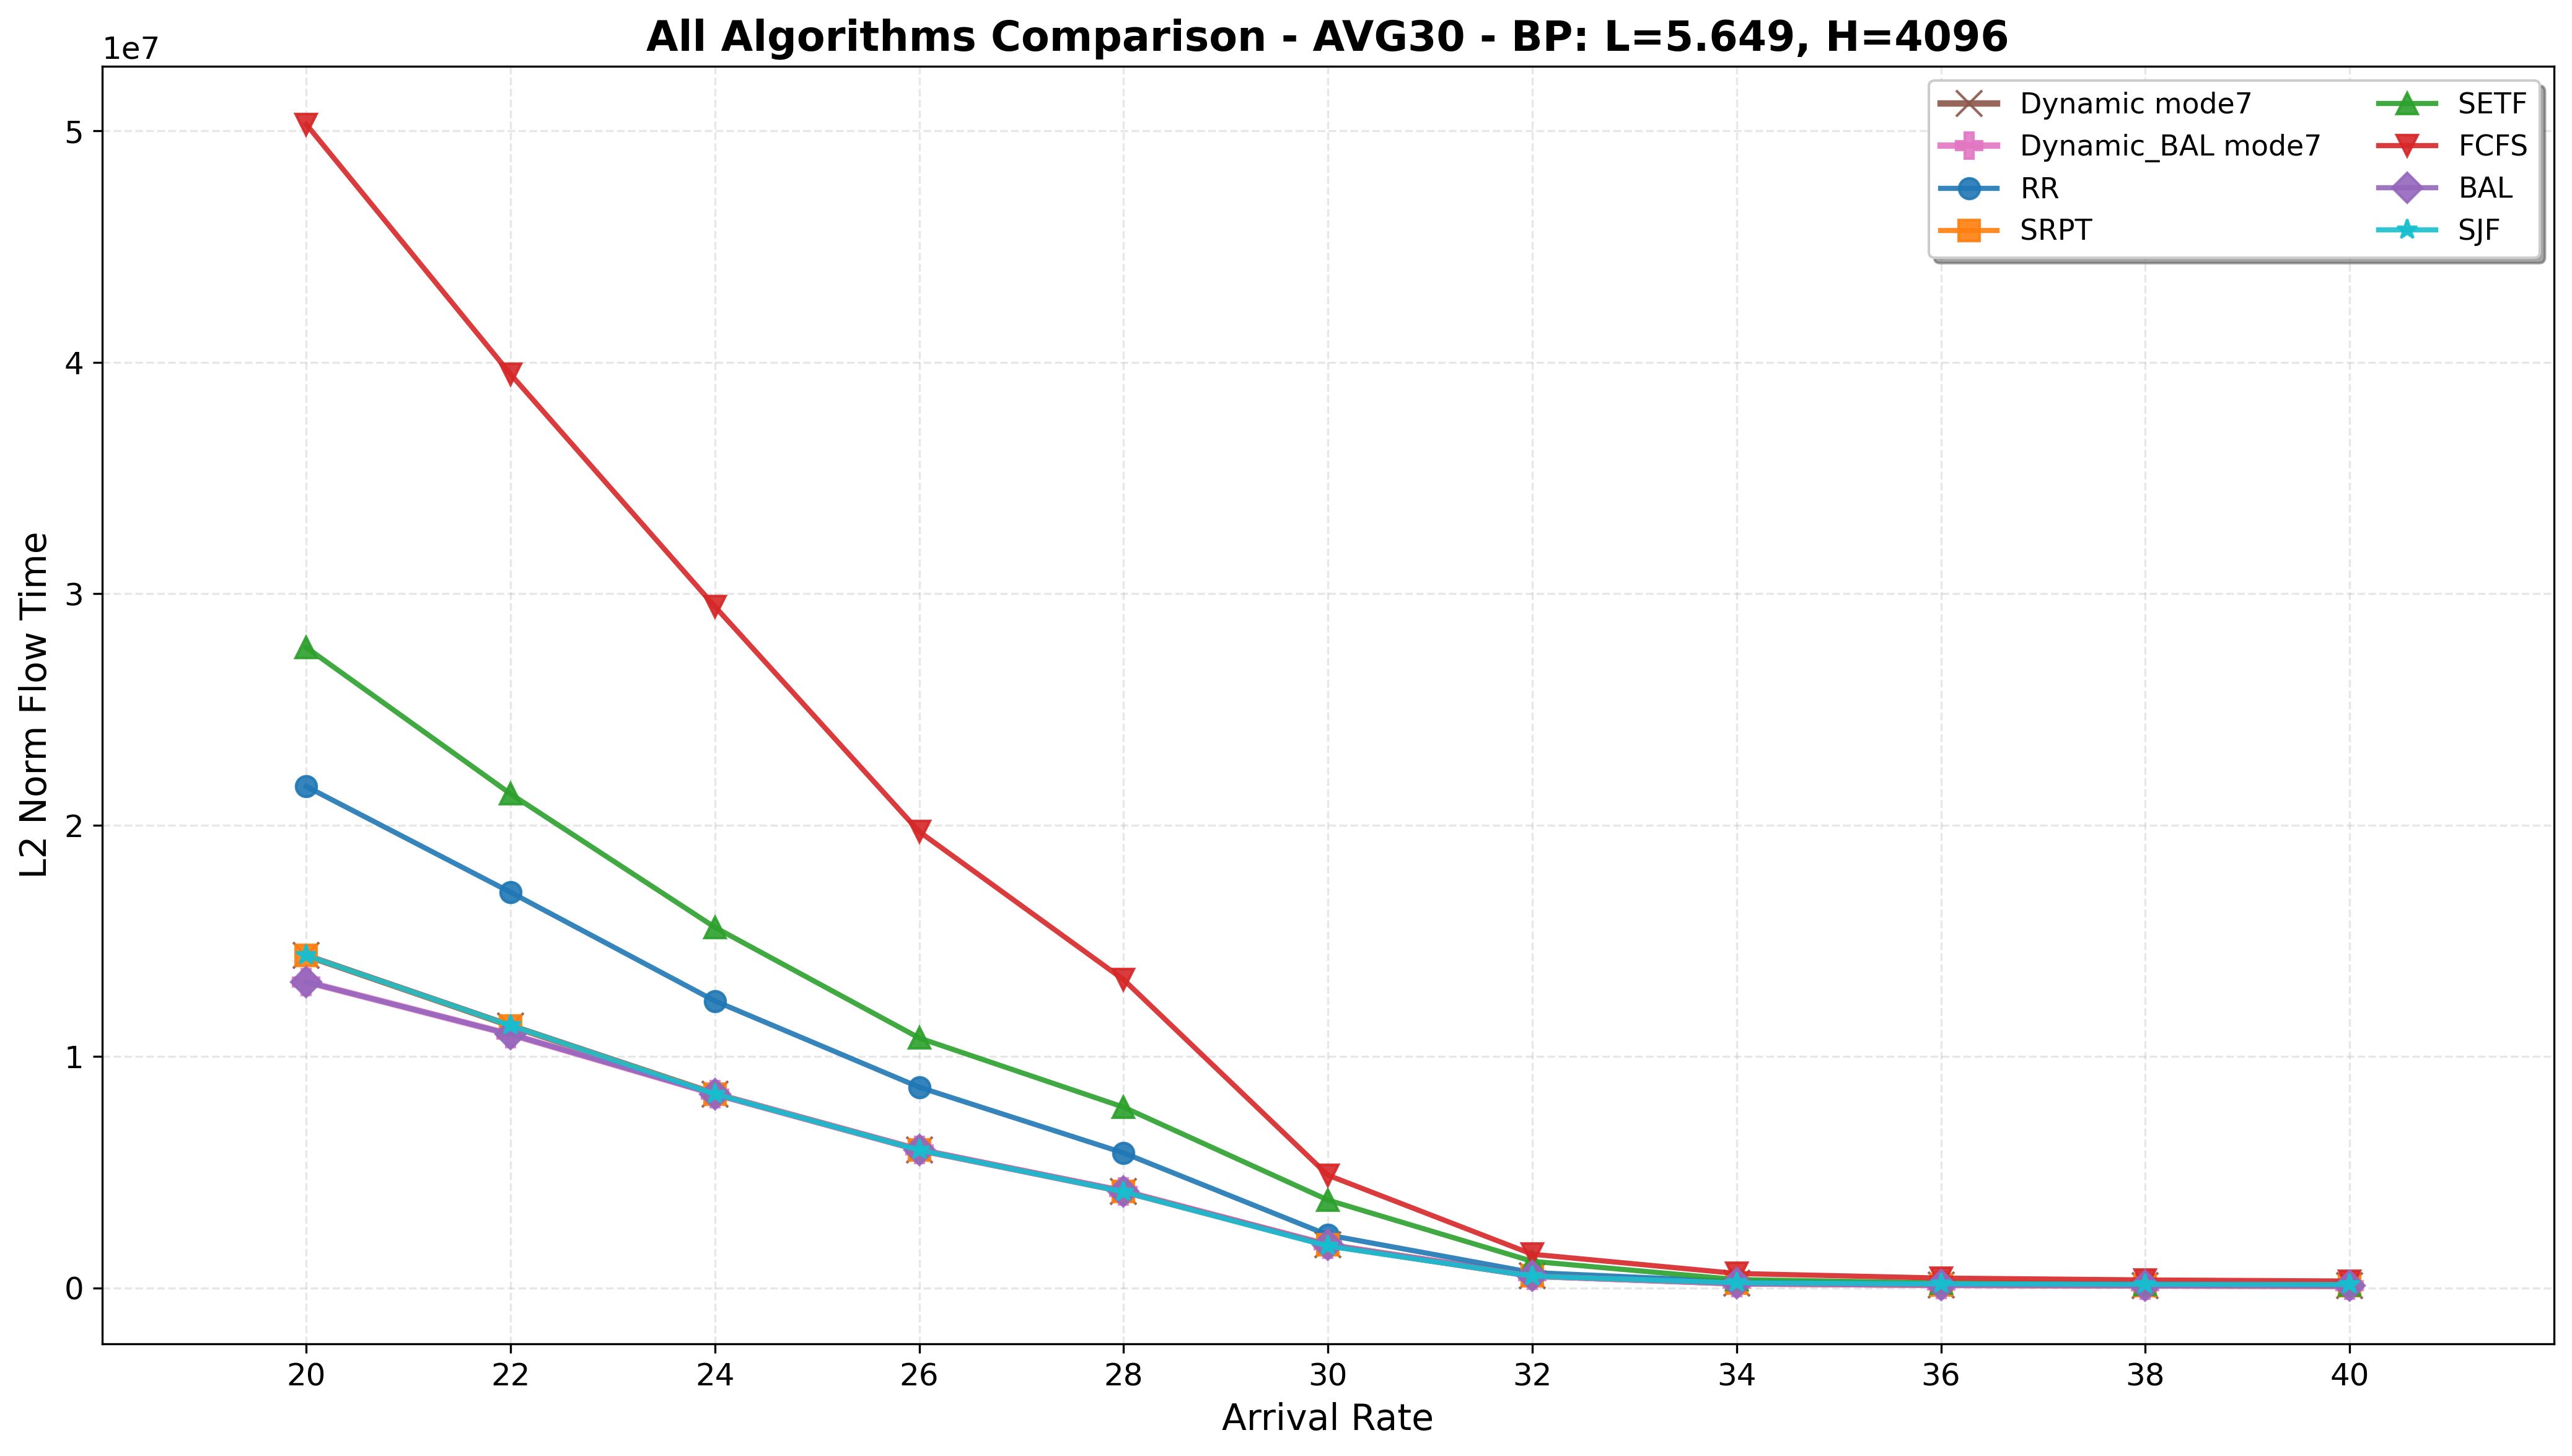 All Algorithms Comparison - AVG30 - BP: L=5.649, H=4096
1e7
5
4
3
2
1
0
L2 Norm Flow Time
20 22 24 26 28 30 32 34 36 38 40
Arrival Rate
Dynamic mode7
Dynamic_BAL mode7
RR
SRPT
SETF
FCFS
BAL
SJF